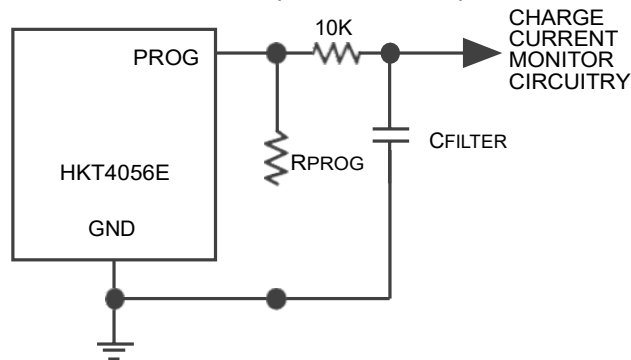 PROG
10K
CHARGE
CURRENT
MONITOR
CIRCUITRY
CFILTER
RPROG
HKT4056E
GND